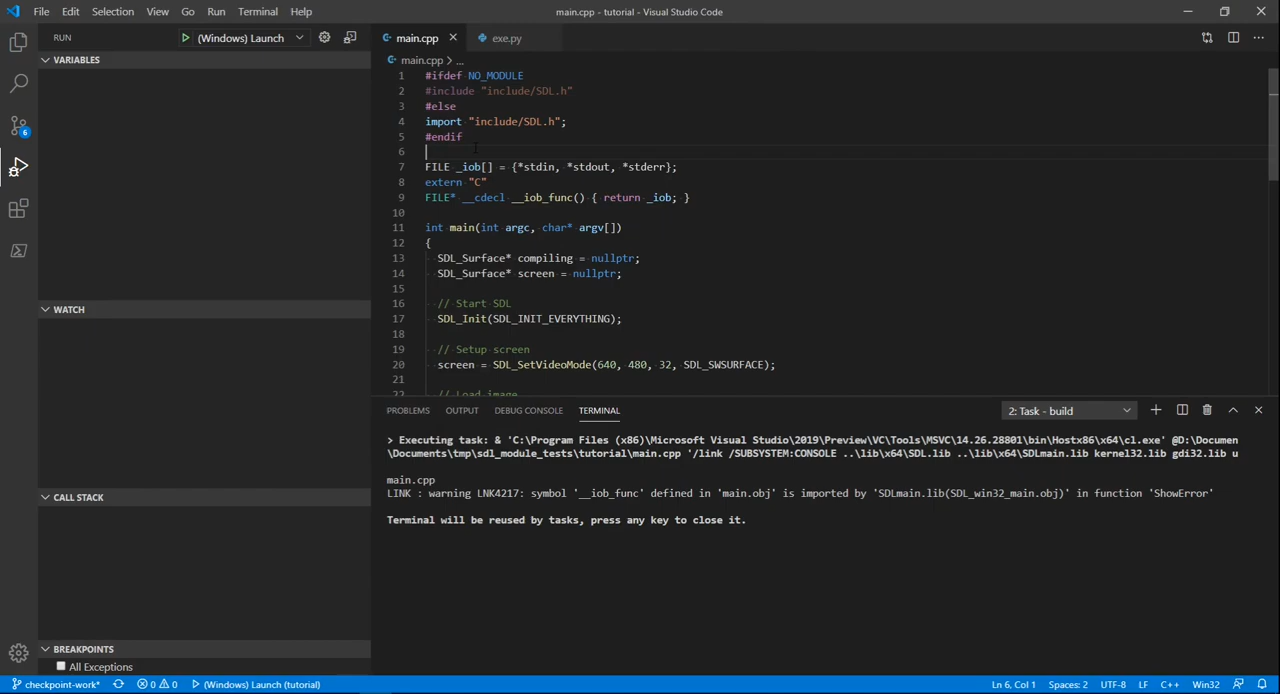 File Edit Selection View Go Run Terminal Help
main.cpp - tutorial - Visual Studio Code
RUN (Windows) Launch
main.cpp exe.py
VARIABLES
main.cpp > ...
1 #ifdef NO_MODULE
2 #include "include/SDL.h"
3 #else
4 import "include/SDL.h";
5 #endif
6
7 FILE _iob[] = {*stdin, *stdout, *stderr};
8 extern "C"
9 FILE* __cdecl __iob_func() { return _iob; }
10
11 int main(int argc, char* argv[])
12 {
13 SDL_Surface* compiling = nullptr;
14 SDL_Surface* screen = nullptr;
15
16 // Start SDL
17 SDL_Init(SDL_INIT_EVERYTHING);
18
19 // Setup screen
20 screen = SDL_SetVideoMode(640, 480, 32, SDL_SWSURFACE);
21
22 // Load image
WATCH
CALL STACK
BREAKPOINTS
All Exceptions
PROBLEMS OUTPUT DEBUG CONSOLE TERMINAL
2: Task - build
> Executing task: & 'C:\Program Files (x86)\Microsoft Visual Studio\2019\Preview\VC\Tools\MSVC\14.26.28801\bin\Hostx86\x64\cl.exe' @D:\Documen
\Documents\tmp\sdl_module_tests\tutorial\main.cpp '/link /SUBSYSTEM:CONSOLE ..\lib\x64\SDL.lib ..\lib\x64\SDLmain.lib kernel32.lib gdi32.lib u
main.cpp
LINK : warning LNK4217: symbol '__iob_func' defined in 'main.obj' is imported by 'SDLmain.lib(SDL_win32_main.obj)' in function 'ShowError'
Terminal will be reused by tasks, press any key to close it.
6
checkpoint-work* 0 0 (Windows) Launch (tutorial)
Ln 6, Col 1 Spaces: 2 UTF-8 LF C++ Win32